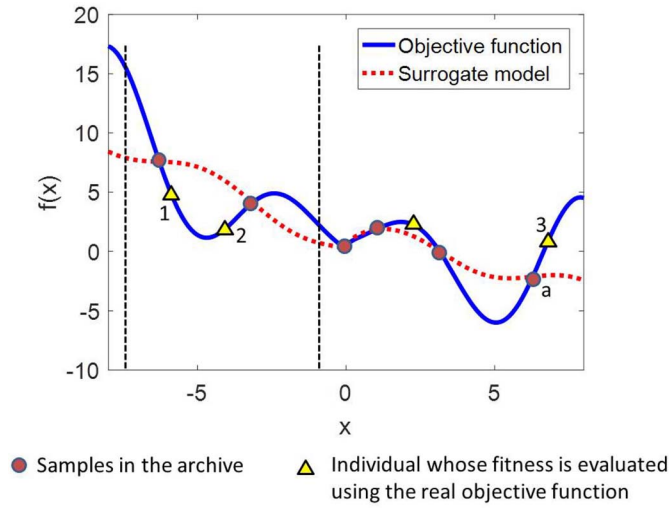 20
15
10
5
0
-5
-10
f(x)
Objective function
Surrogate model
1
2
3
a
-5
0
5
x
Samples in the archive
Individual whose fitness is evaluated
using the real objective function